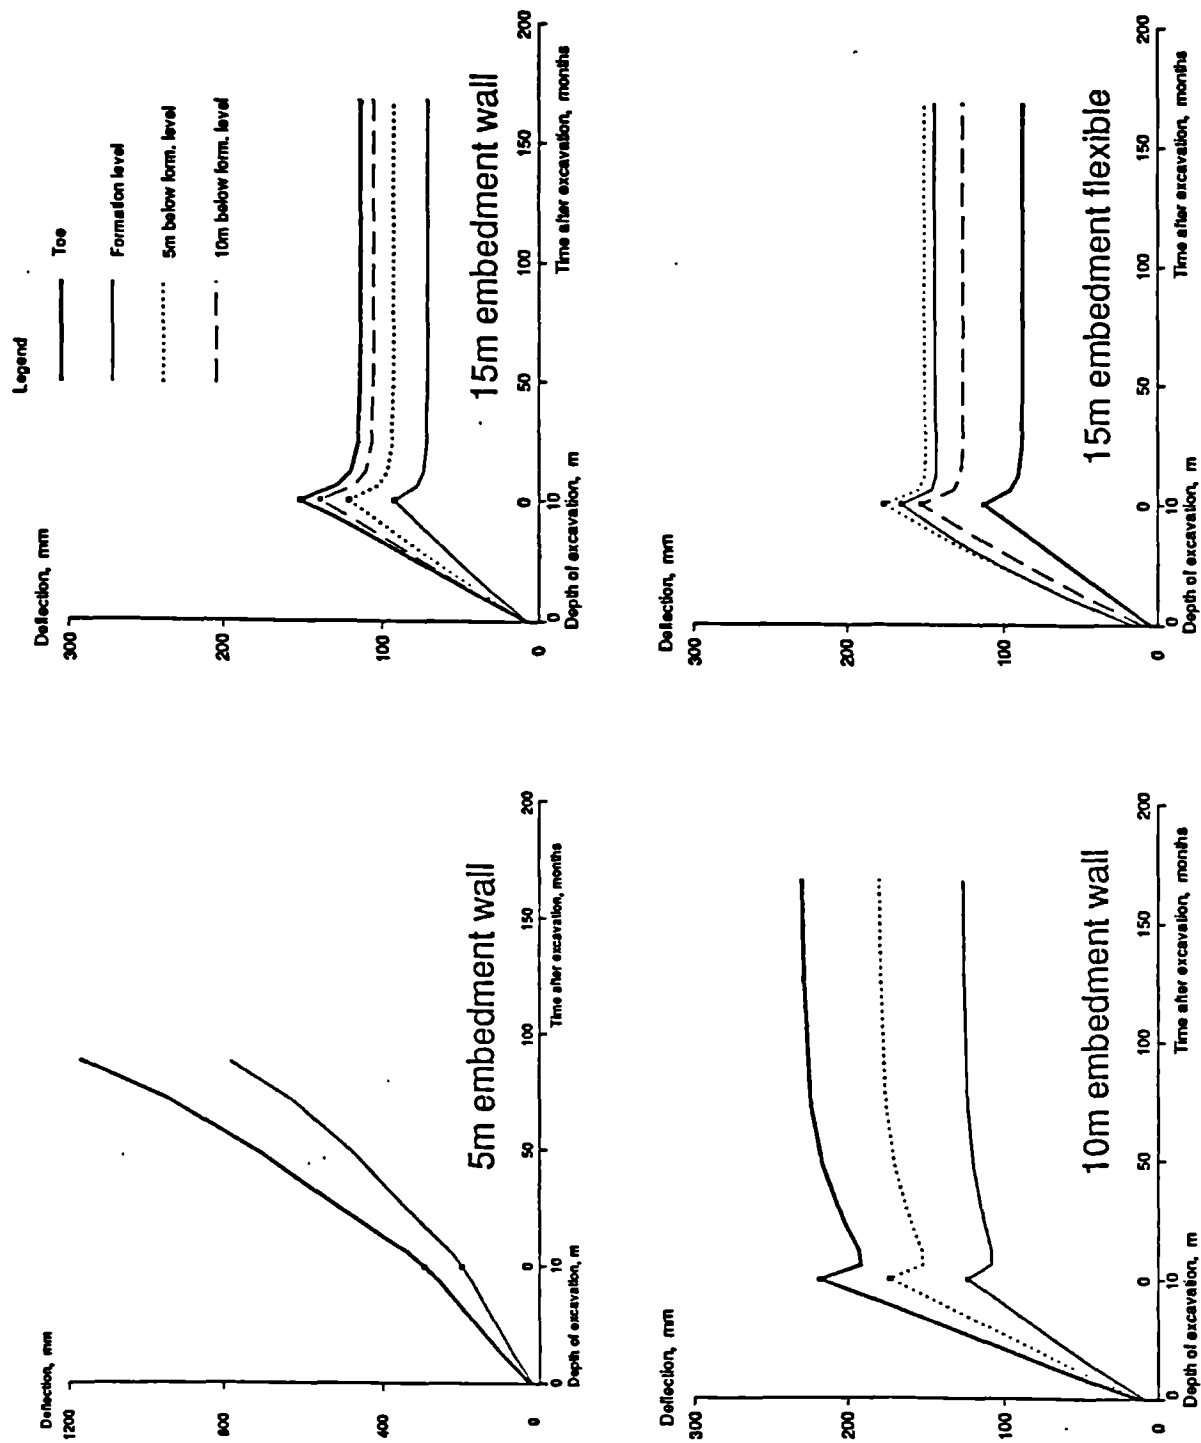 Deflection, mm
1200
800
400
0
0
10
0
50
100
150
200
Depth of excavation, m
Time after excavation, months
5m embedment wall
Legend
Toe
Formation level
5m below form. level
10m below form. level
Deflection, mm
300
200
100
0
0
10
0
50
100
150
200
Depth of excavation, m
Time after excavation, months
15m embedment wall
Deflection, mm
300
200
100
0
0
10
0
50
100
150
200
Depth of excavation, m
Time after excavation, months
10m embedment wall
Deflection, mm
300
200
100
0
0
10
0
50
100
150
200
Depth of excavation, m
Time after excavation, months
15m embedment flexible